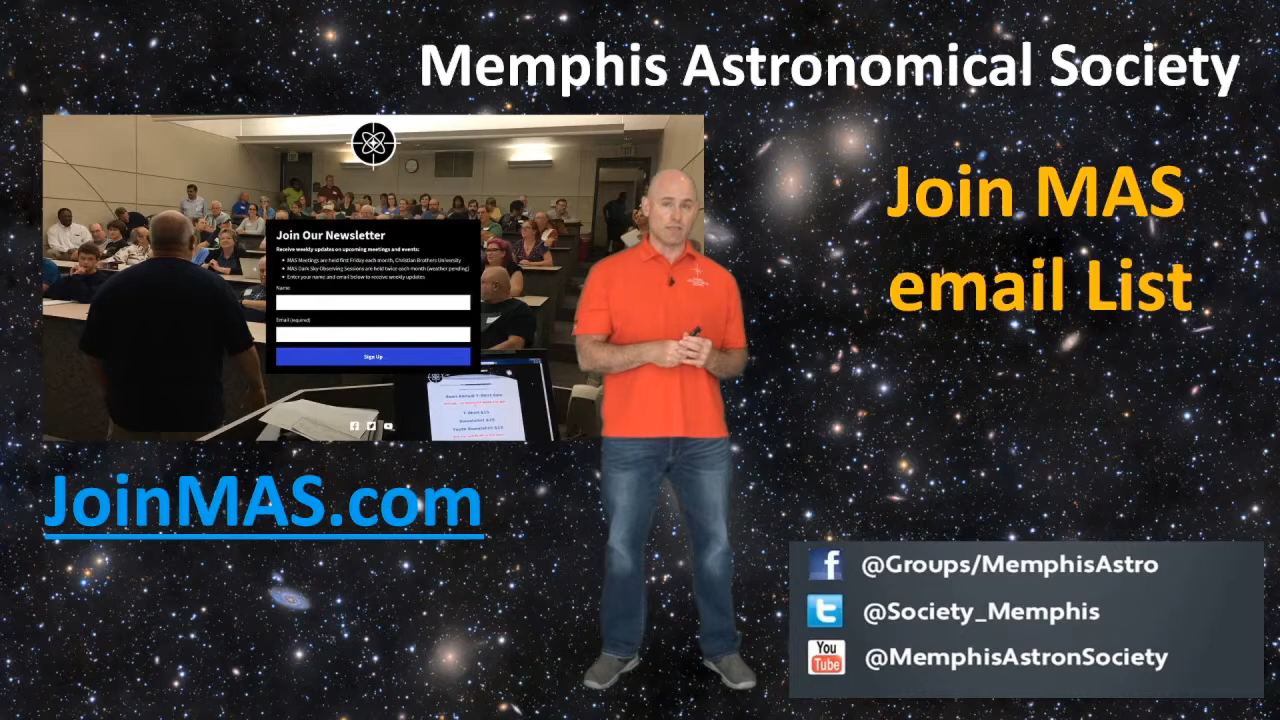 Memphis Astronomical Society
Join MAS
email List
Join Our Newsletter
Receive weekly updates on upcoming meetings and events:
MAS Meetings are held first Friday each month, Christian Brothers University
MAS Dark Sky Observing Sessions are held twice each month (weather pending)
Enter your name and email below to receive weekly updates
Name
Email (required)
Sign Up
JoinMAS.com
@Groups/MemphisAstro
@Society_Memphis
You
Tube
@MemphisAstronSociety